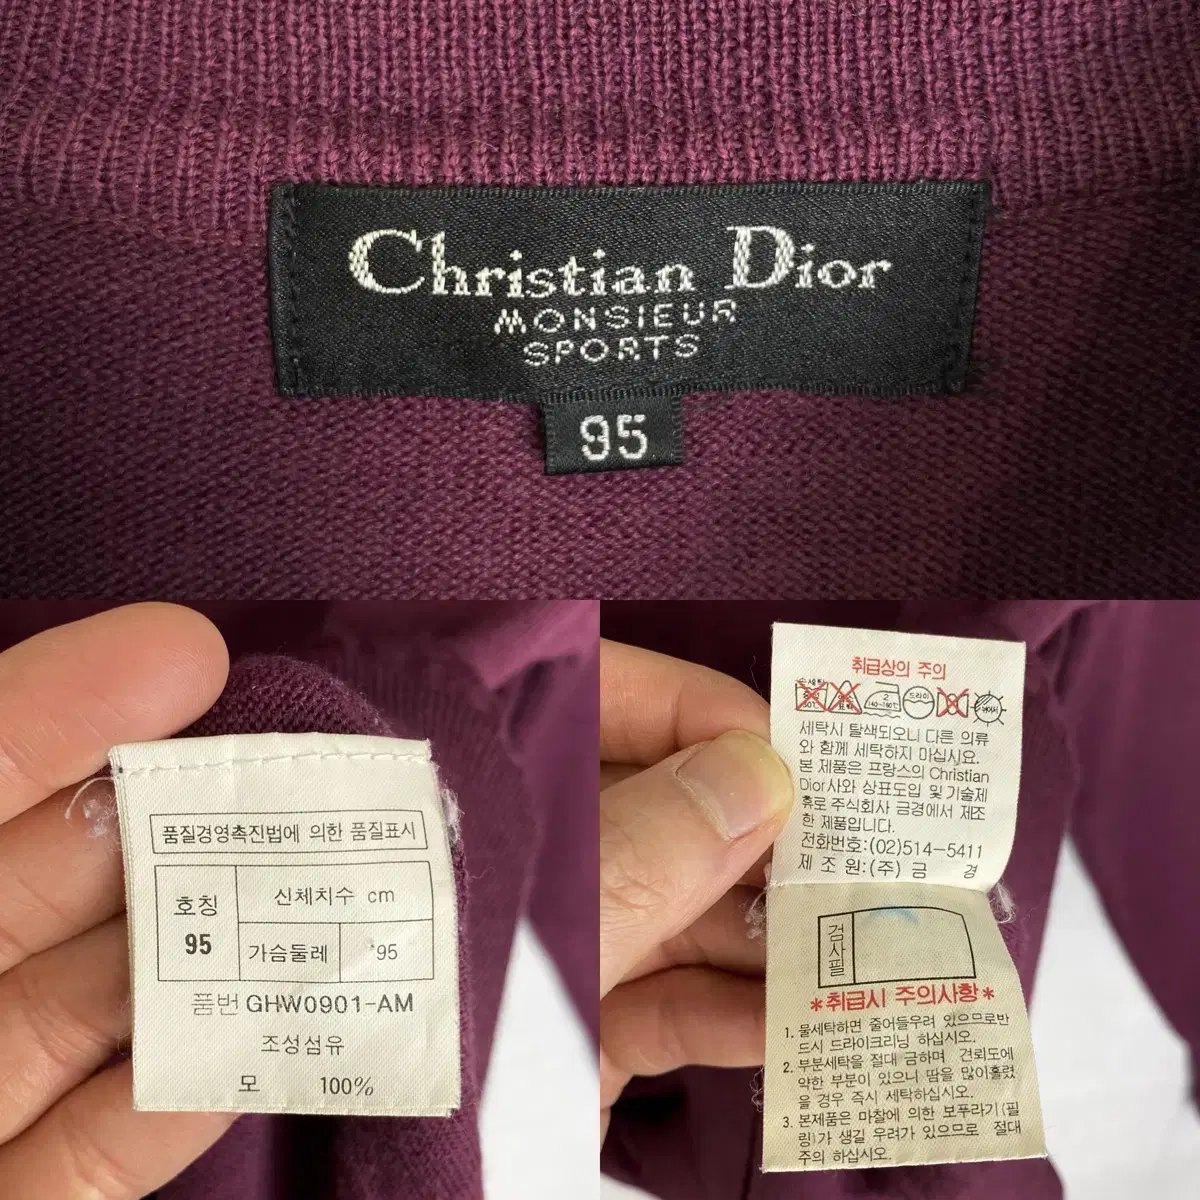 Christian Dior
MONSIEUR
SPORTS
95
품질경영촉진법에 의한 품질표시
호칭
95
신체치수 cm
가슴둘레
95
품번 GHW0901-AM
조성섬유
모 100%
취급상의 주의
드라이
세탁시 탈색되오니 다른 의류
와 함께 세탁하지 마십시요.
본 제품은 프랑스의 Christian
Dior사와 상표도입 및 기술제
휴로 주식회사 금경에서 제조
한 제품입니다.
전화번호:(02)514-5411
제 조 원:(주) 금 경
검사필
*취급시 주의사항*
1. 물세탁하면 줄어들우려 있으므로반
드시 드라이크리닝 하십시오.
2. 부분세탁을 절대 금하며 견뢰도에
약한 부분이 있으니 땀을 많이흘렸
을 경우 즉시 세탁하십시오.
3. 본제품은 마찰에 의한 보푸라기(필
링)가 생길 우려가 있으므로 절대
주의 하십시오.